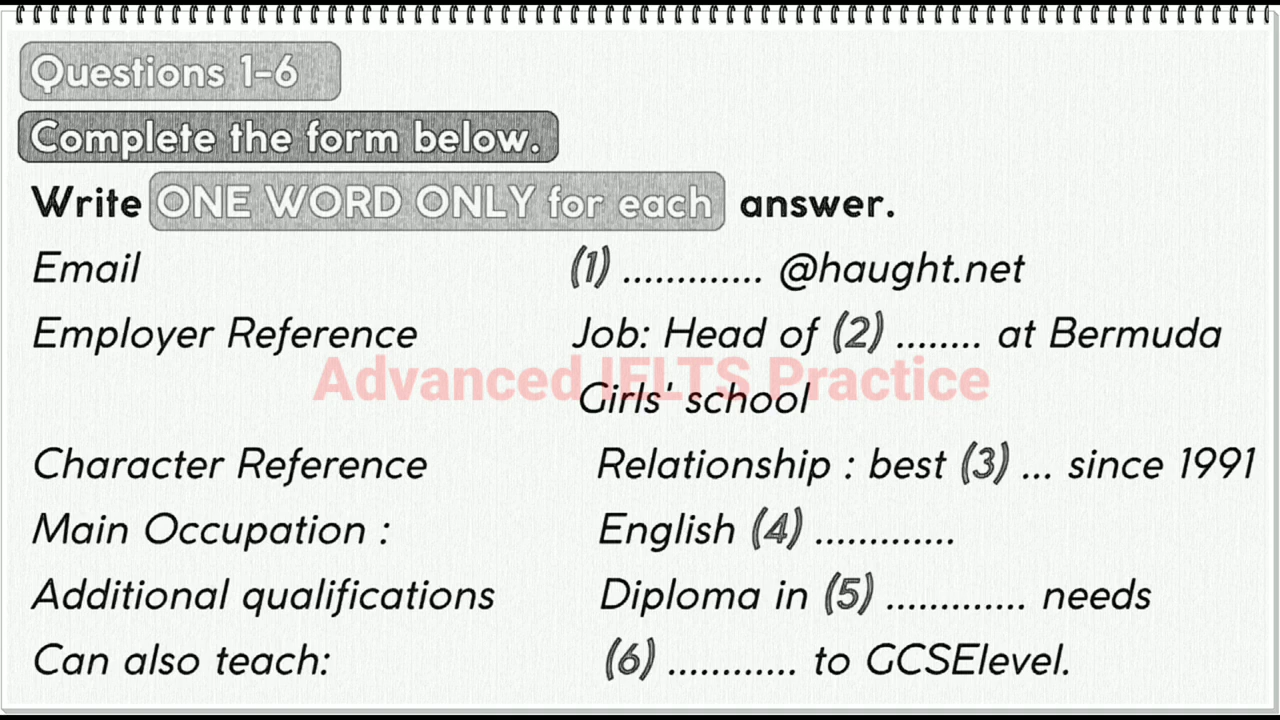 Questions 1-6
Complete the form below.
Write ONE WORD ONLY for each answer.
Email (1) ............. @haught.net
Employer Reference Job: Head of (2) ........ at Bermuda
Advanced IELTS Practice
Girls' school
Character Reference Relationship : best (3) ... since 1991
Main Occupation : English (4) .............
Additional qualifications Diploma in (5) ............. needs
Can also teach: (6) ............ to GCSElevel.